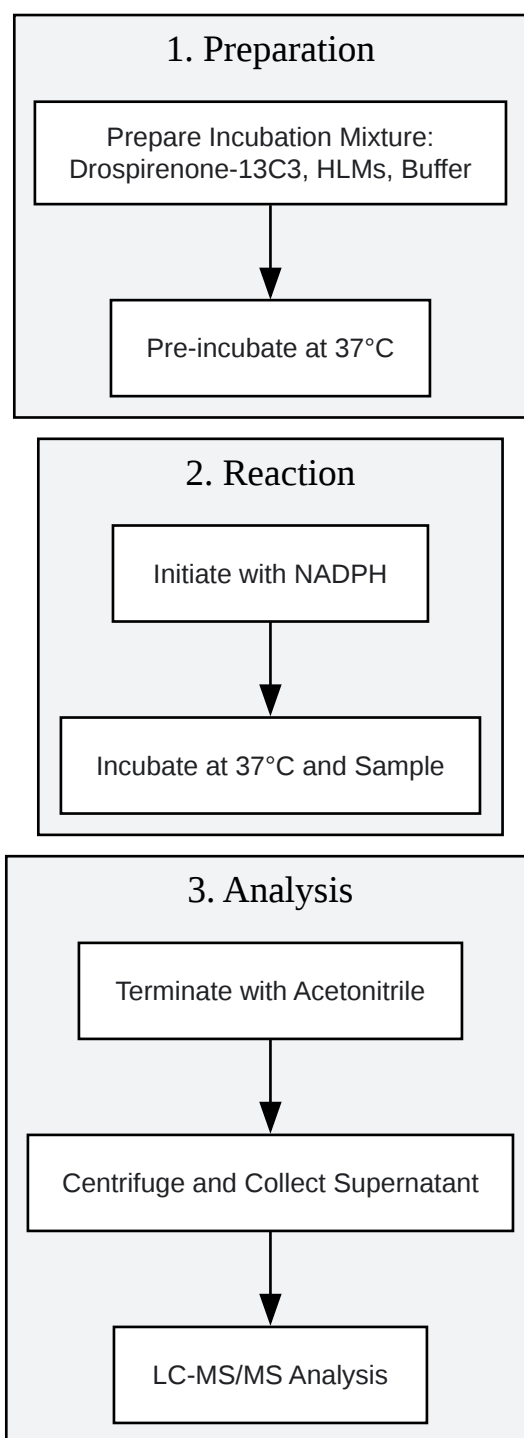 1. Preparation
Prepare Incubation Mixture:
Drospirenone-13C3, HLMs, Buffer
Pre-incubate at 37°C
2. Reaction
Initiate with NADPH
Incubate at 37°C and Sample
3. Analysis
Terminate with Acetonitrile
Centrifuge and Collect Supernatant
LC-MS/MS Analysis